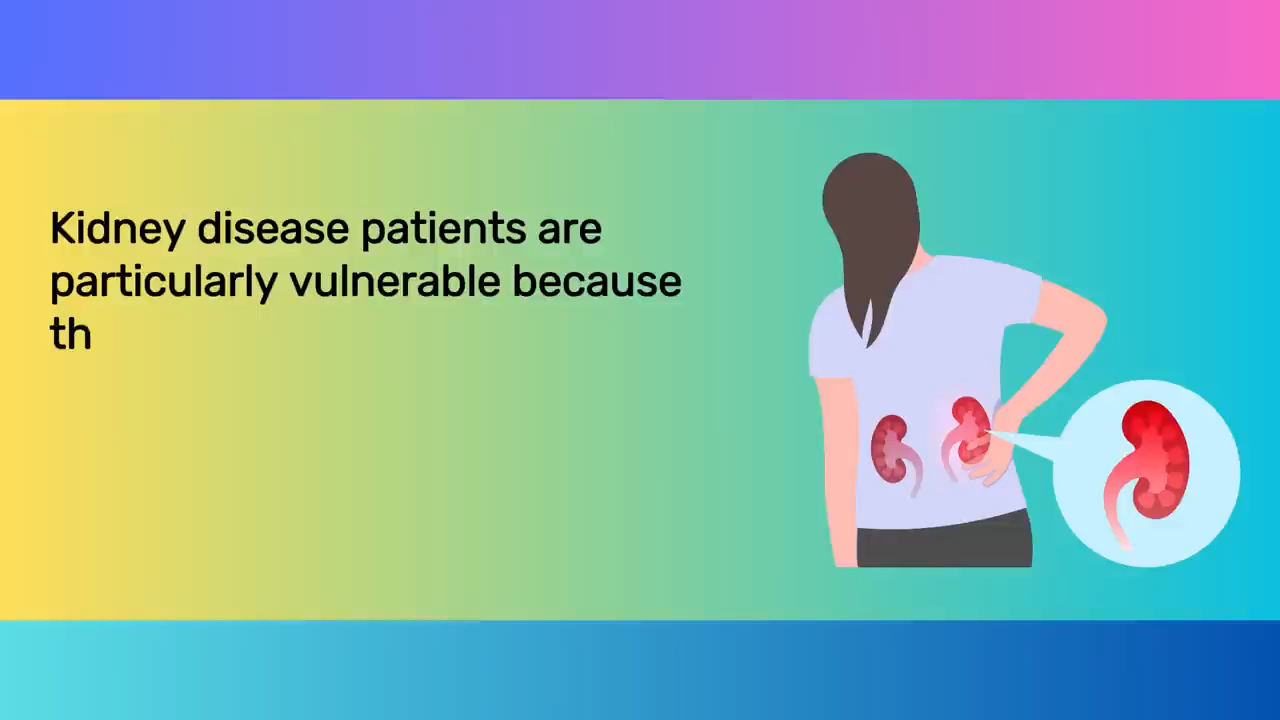 Kidney disease patients are
particularly vulnerable because
th